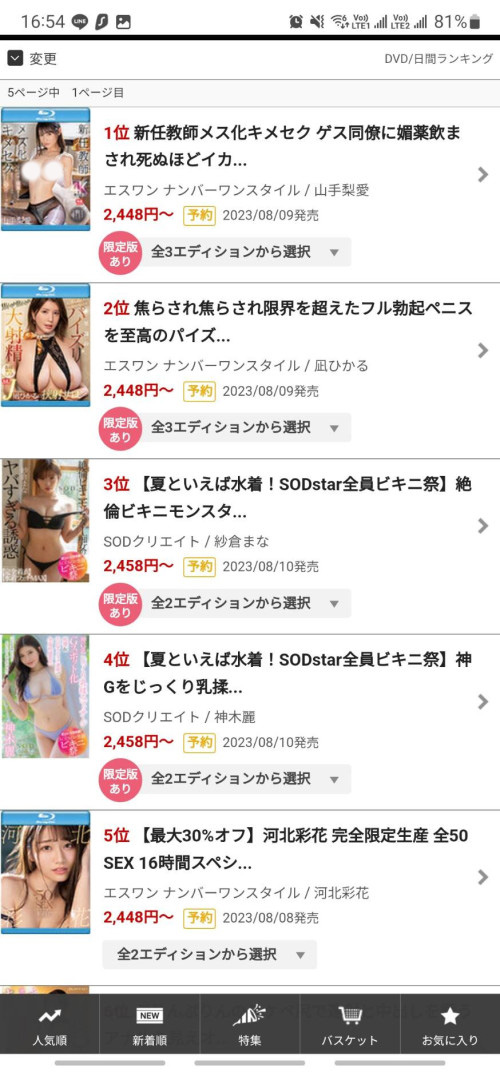 16:54
Vo)) LTE1 Vo)) LTE2 81%
変更
DVD/日間ランキング
5ページ中 1ページ目
1位 新任教師メス化キメセク ゲス同僚に媚薬飲ま
され死ぬほどイカ...
エスワン ナンバーワンスタイル / 山手梨愛
2,448円〜 予約 2023/08/09発売
限定版
あり
全3エディションから選択
2位 焦らされ焦らされ限界を超えたフル勃起ペニス
を至高のパイズ...
エスワン ナンバーワンスタイル / 凪ひかる
2,448円〜 予約 2023/08/09発売
限定版
あり
全3エディションから選択
3位 【夏といえば水着！SODstar全員ビキニ祭】絶
倫ビキニモンスタ...
SODクリエイト / 紗倉まな
2,458円〜 予約 2023/08/10発売
限定版
あり
全2エディションから選択
4位 【夏といえば水着！SODstar全員ビキニ祭】神
Gをじっくり乳揉...
SODクリエイト / 神木麗
2,458円〜 予約 2023/08/10発売
限定版
あり
全2エディションから選択
5位 【最大30%オフ】河北彩花 完全限定生産 全50
SEX 16時間スペシ...
エスワン ナンバーワンスタイル / 河北彩花
2,448円〜 予約 2023/08/08発売
全2エディションから選択
人気順
NEW
新着順
特集
バスケット
お気に入り